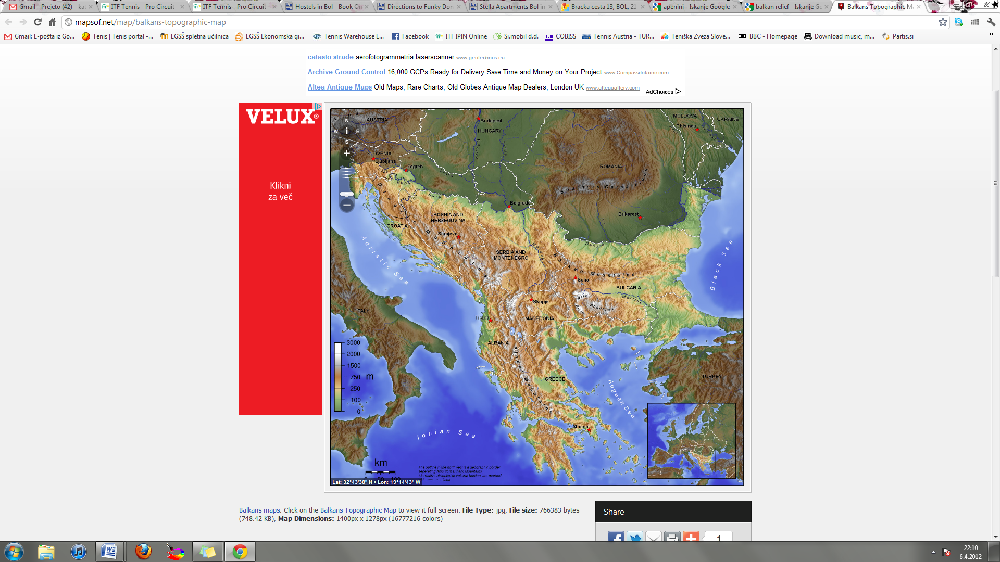 Gmail - Prejeto (42) - kat
ITF Tennis - Pro Circuit -
ITF Tennis - Pro Circuit -
Hostels in Bol - Book On
Directions to Funky Don
Stella Apartments Bol in
Bracka cesta 13, BOL, 21
apenini - Iskanje Google
balkan relief - Iskanje Go
Balkans Topographic Ma
mapsof.net/map/balkans-topographic-map
Gmail: E-pošta iz Go...
Tenis | Tenis portal -...
EGSŠ spletna učilnica
EGSŠ Ekonomska gi...
Tennis Warehouse E...
Facebook
ITF IPIN Online
Si.mobil d.d.
COBISS
Tennis Austria - TUR...
Teniška Zveza Slove...
BBC - Homepage
Download music, m...
Partis.si
catasto strade aerofotogrammetria laserscanner www.geotechnos.eu
Archive Ground Control 16,000 GCPs Ready for Delivery Save Time and Money on Your Project www.Compassdatainc.com
Altea Antique Maps Old Maps, Rare Charts, Old Globes Antique Map Dealers, London UK www.alteagallery.com
AdChoices
VELUX®
Klikni
za več
N
W i E
S
AUSTRIA
Budapest
HUNGARY
MOLDOVA
Chisinau
UKRAINE
SLOVENIA
Ljubljana
Zagreb
ROMANIA
Kupa
Sava
Una
Southern Carpathians
Belgrade
Bukarest
BOSNIA AND
HERZEGOVINA
CROATIA
Sarajevo
Dinaric Mountains
Adriatic Sea
SERBIA AND
MONTENEGRO
Morava
Danube
Balkan Mountains
Black Sea
Sofia
BULGARIA
Maritsa
Rila
Pirin
Rhodopes
Skopje
MACEDONIA
ITALY
Tirana
ALBANIA
Pindus Mountains
GREECE
Aegean Sea
TURKEY
Athens
Ionian Sea
3000
2000
1500
750
250
100
0
m
km
0 50 100
The outline in the northwest is a geographic border
seperating Alps from Dinaric Mountains.
Alternative historical or cultural borders are marked
with ............ lines
Lat: 32°43'38" N • Lon: 19°14'43" W
Balkans maps. Click on the Balkans Topographic Map to view it full screen. File Type: jpg, File size: 766383 bytes
(748.42 KB), Map Dimensions: 1400px x 1278px (16777216 colors)
Share
1
22:10
6.4.2012